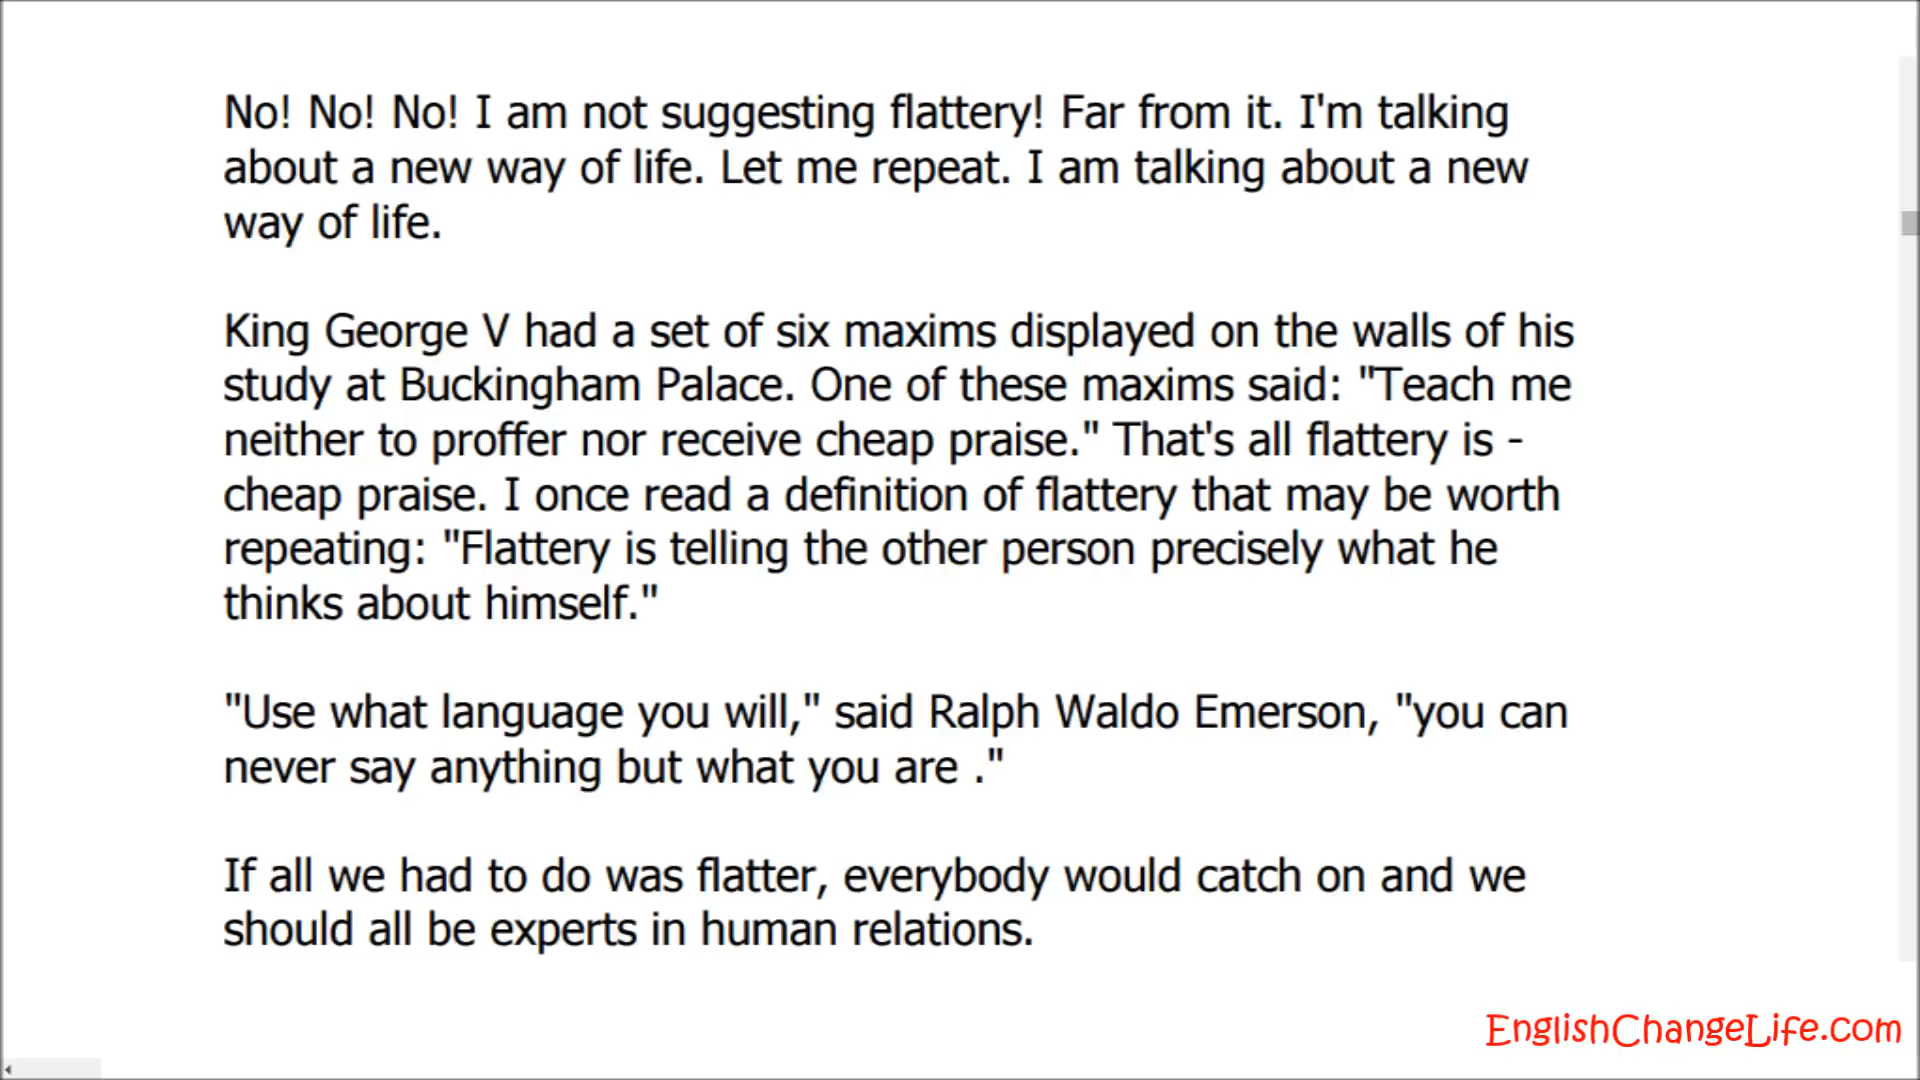 No! No! No! I am not suggesting flattery! Far from it. I'm talking
about a new way of life. Let me repeat. I am talking about a new
way of life.
King George V had a set of six maxims displayed on the walls of his
study at Buckingham Palace. One of these maxims said: "Teach me
neither to proffer nor receive cheap praise." That's all flattery is -
cheap praise. I once read a definition of flattery that may be worth
repeating: "Flattery is telling the other person precisely what he
thinks about himself."
"Use what language you will," said Ralph Waldo Emerson, "you can
never say anything but what you are ."
If all we had to do was flatter, everybody would catch on and we
should all be experts in human relations.
EnglishChangeLife.com